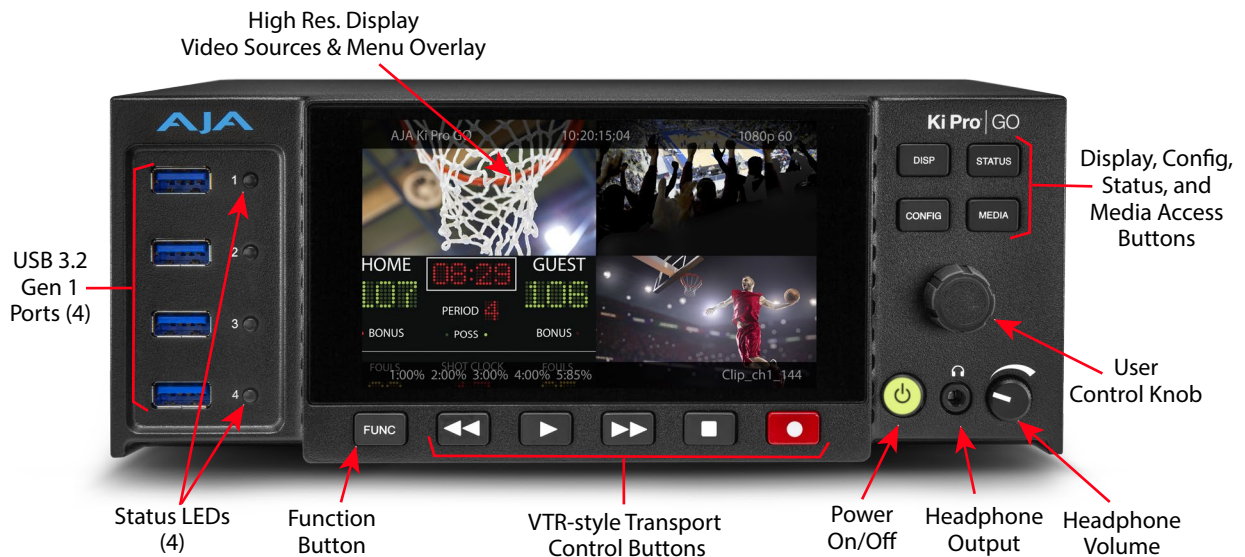 High Res. Display
Video Sources & Menu Overlay
AJA
Ki Pro GO
AJA Ki Pro GO 10:20:15:04 1080p 60
DISP STATUS
CONFIG MEDIA
Display, Config,
Status, and
Media Access
Buttons
1
2
3
4
USB 3.2
Gen 1
Ports (4)
HOME 08:29 GUEST
107 106
PERIOD 4
BONUS POSS BONUS
FOULS SHOT CLOCK FOULS
1:00% 2:00% 3:00% 4:00% 5:85% Clip_ch1_144
User
Control Knob
FUNC
Status LEDs
(4)
Function
Button
VTR-style Transport
Control Buttons
Power
On/Off
Headphone
Output
Headphone
Volume